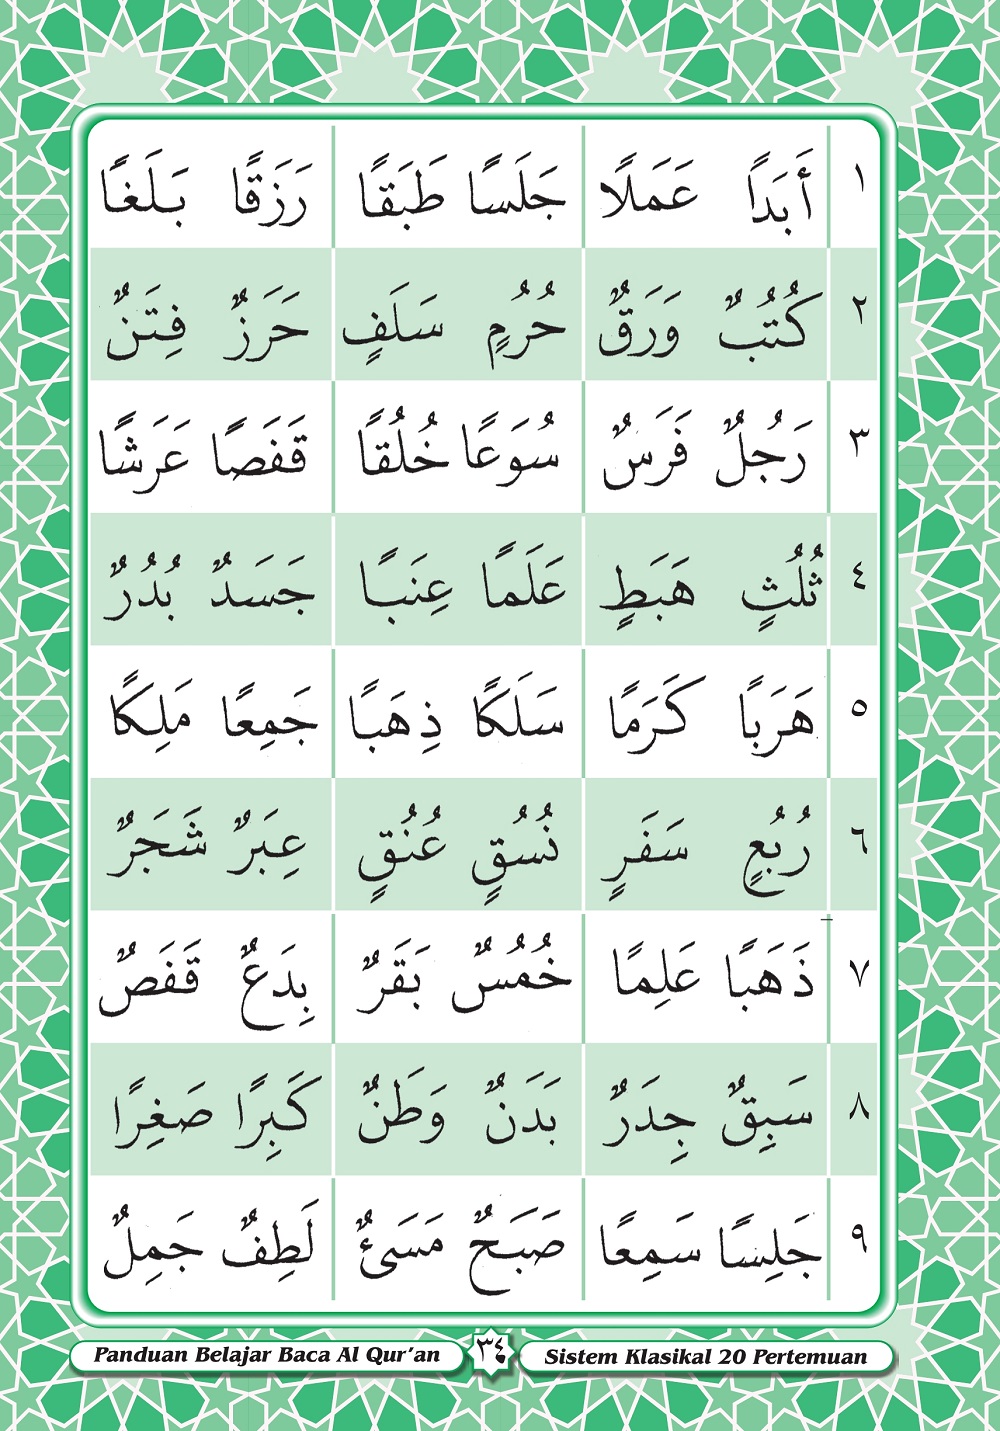 ١ أَبَدًا عَمَلًا جَلَسًا طَبَقًا رَزَقًا بَلَغًا
٢ كُتُبٌ وَرَقٌ حُرُمٍ سَلَفٍ حَرَزٌ فِتَنٌ
٣ رَجُلٌ فَرَسٌ سُوَعًا خُلُقًا قَفَصًا عَرَشًا
٤ ثُلُثٍ هَبَطٍ عَلَمًا عِنَبًا جَسَدٌ بُدُرٌ
٥ هَرَبًا كَرَمًا سَلَكًا ذِهَبًا جَمِعًا مَلِكًا
٦ رُبُعٍ سَفَرٍ نُسُقٍ عُنُقٍ عِبَرٌ شَجَرٌ
٧ ذَهَبًا عَلِمًا خُمُسٌ بَقَرٌ بِدَعٌ قَفَصٌ
٨ سَبِقٌ جِدَرٌ بَدَنٌ وَطَنٌ كَبِرًا صَغِرًا
٩ جَلِسًا سَمِعًا صَبَحٌ مَسَئٌ لَطِفٌ جَمِلٌ
Panduan Belajar Baca Al Qur'an ٣٤ Sistem Klasikal 20 Pertemuan